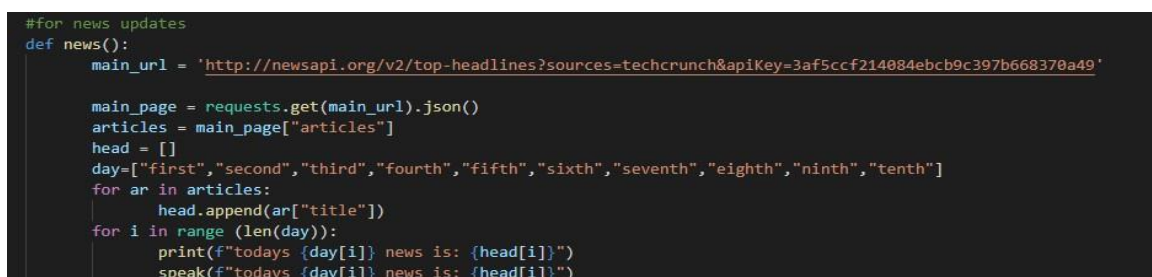 #for news updates
def news():
main_url = 'http://newsapi.org/v2/top-headlines?sources=techcrunch&apiKey=3af5ccf214084ebcb9c397b668370a49'
main_page = requests.get(main_url).json()
articles = main_page["articles"]
head = []
day=["first","second","third","fourth","fifth","sixth","seventh","eighth","ninth","tenth"]
for ar in articles:
head.append(ar["title"])
for i in range (len(day)):
print(f"todays {day[i]} news is: {head[i]}")
speak(f"todays {day[i]} news is: {head[i]}")